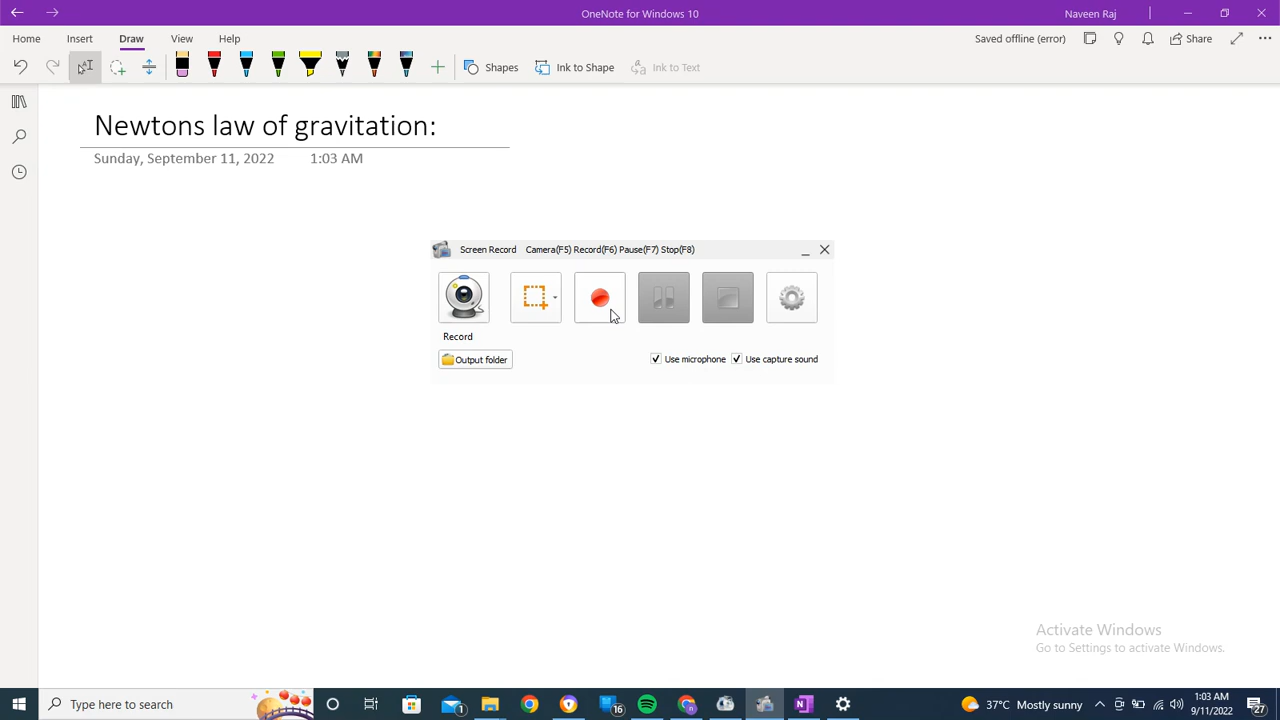 OneNote for Windows 10
Naveen Raj
Home Insert Draw View Help
Saved offline (error)
Share
Shapes
Ink to Shape
Ink to Text
Newtons law of gravitation:
Sunday, September 11, 2022 1:03 AM
Screen Record Camera(F5) Record(F6) Pause(F7) Stop(F8)
Record
Output folder
Use microphone
Use capture sound
Activate Windows
Go to Settings to activate Windows.
Type here to search
1
16
n
N
37°C Mostly sunny
1:03 AM
9/11/2022
27